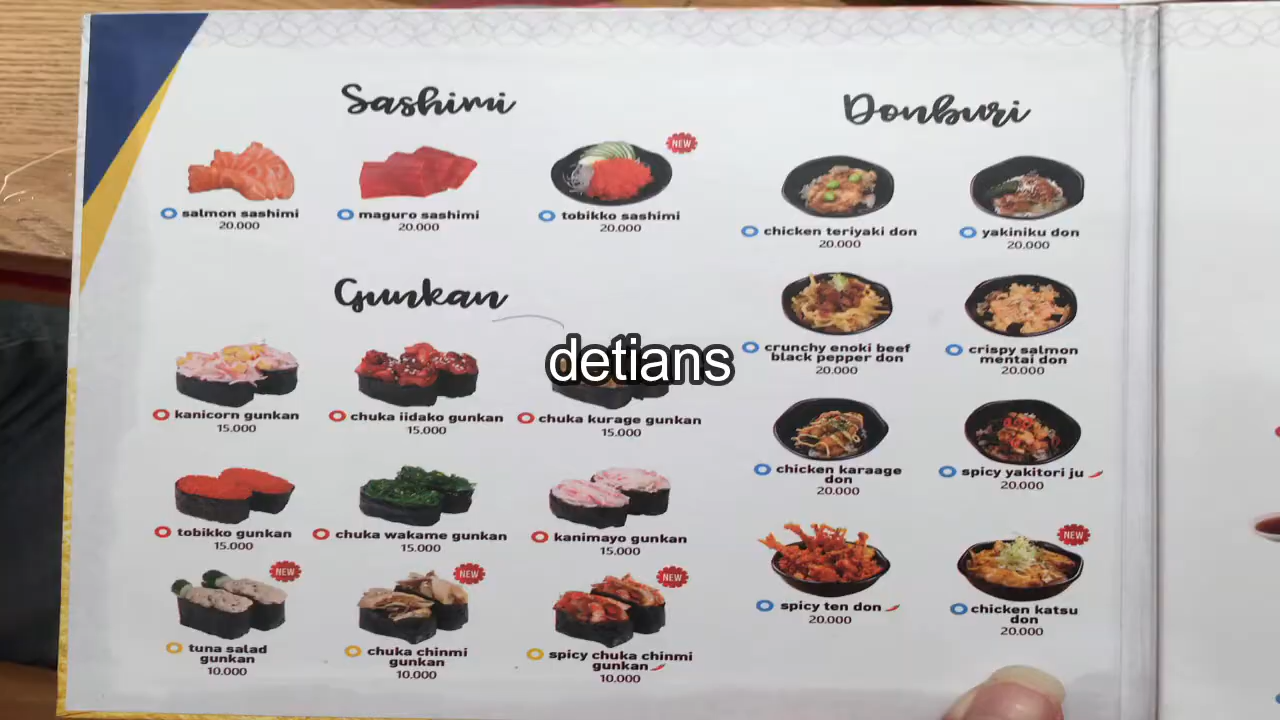 Sashimi
NEW
salmon sashimi
20.000
maguro sashimi
20.000
tobikko sashimi
20.000
Gunkan
kanicorn gunkan
15.000
chuka iidako gunkan
15.000
chuka kurage gunkan
15.000
tobikko gunkan
15.000
chuka wakame gunkan
15.000
kanimayo gunkan
15.000
NEW
tuna salad
gunkan
10.000
NEW
chuka chinmi
gunkan
10.000
NEW
spicy chuka chinmi
gunkan
10.000
Donburi
chicken teriyaki don
20.000
yakiniku don
20.000
crunchy enoki beef
black pepper don
20.000
crispy salmon
mentai don
20.000
chicken karaage
don
20.000
spicy yakitori ju
20.000
spicy ten don
20.000
NEW
chicken katsu
don
20.000
detians